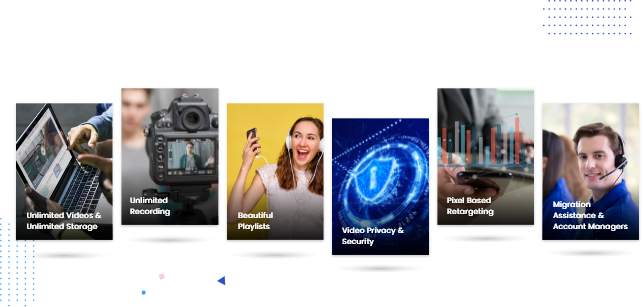 Unlimited Videos &
Unlimited Storage
Unlimited
Recording
Beautiful
Playlists
Video Privacy &
Security
Pixel Based
Retargeting
Migration
Assistance &
Account Managers